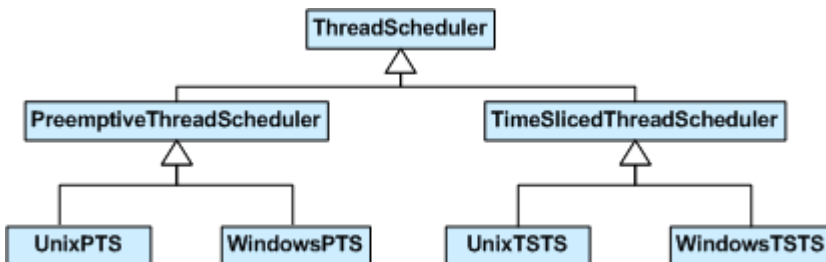 ThreadScheduler
PreemptiveThreadScheduler
TimeSlicedThreadScheduler
UnixPTS
WindowsPTS
UnixTSTS
WindowsTSTS